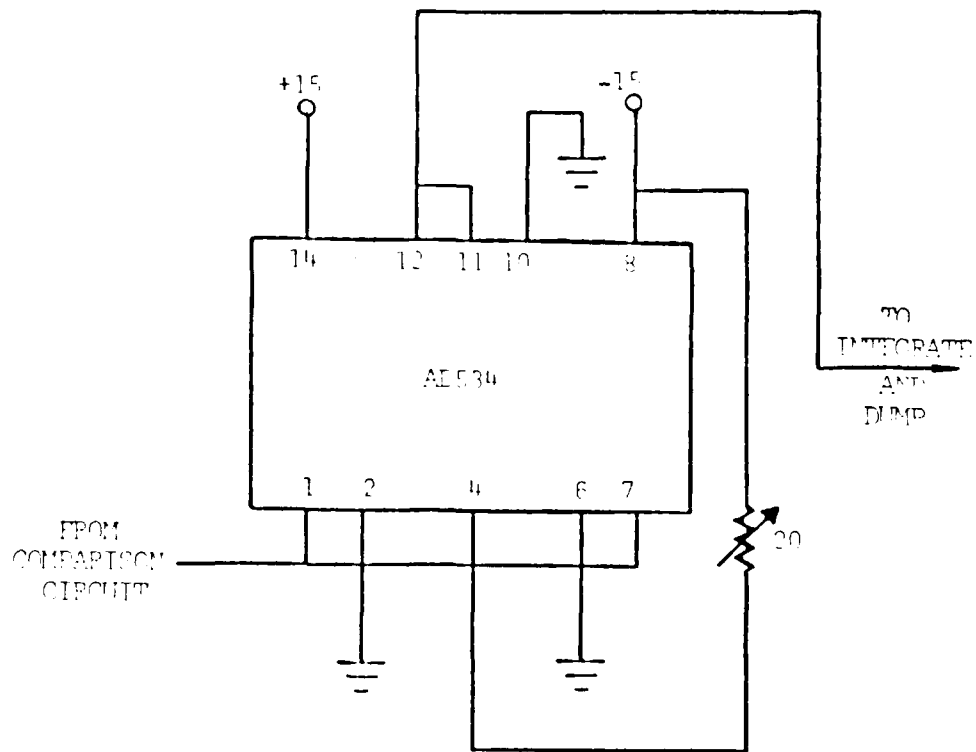 +15
-15
14 12 11 10 8
TO
INTEGRATE
AND
DUMP
AD534
1 2 4 6 7
FROM
COMPARISON
CIRCUIT
20